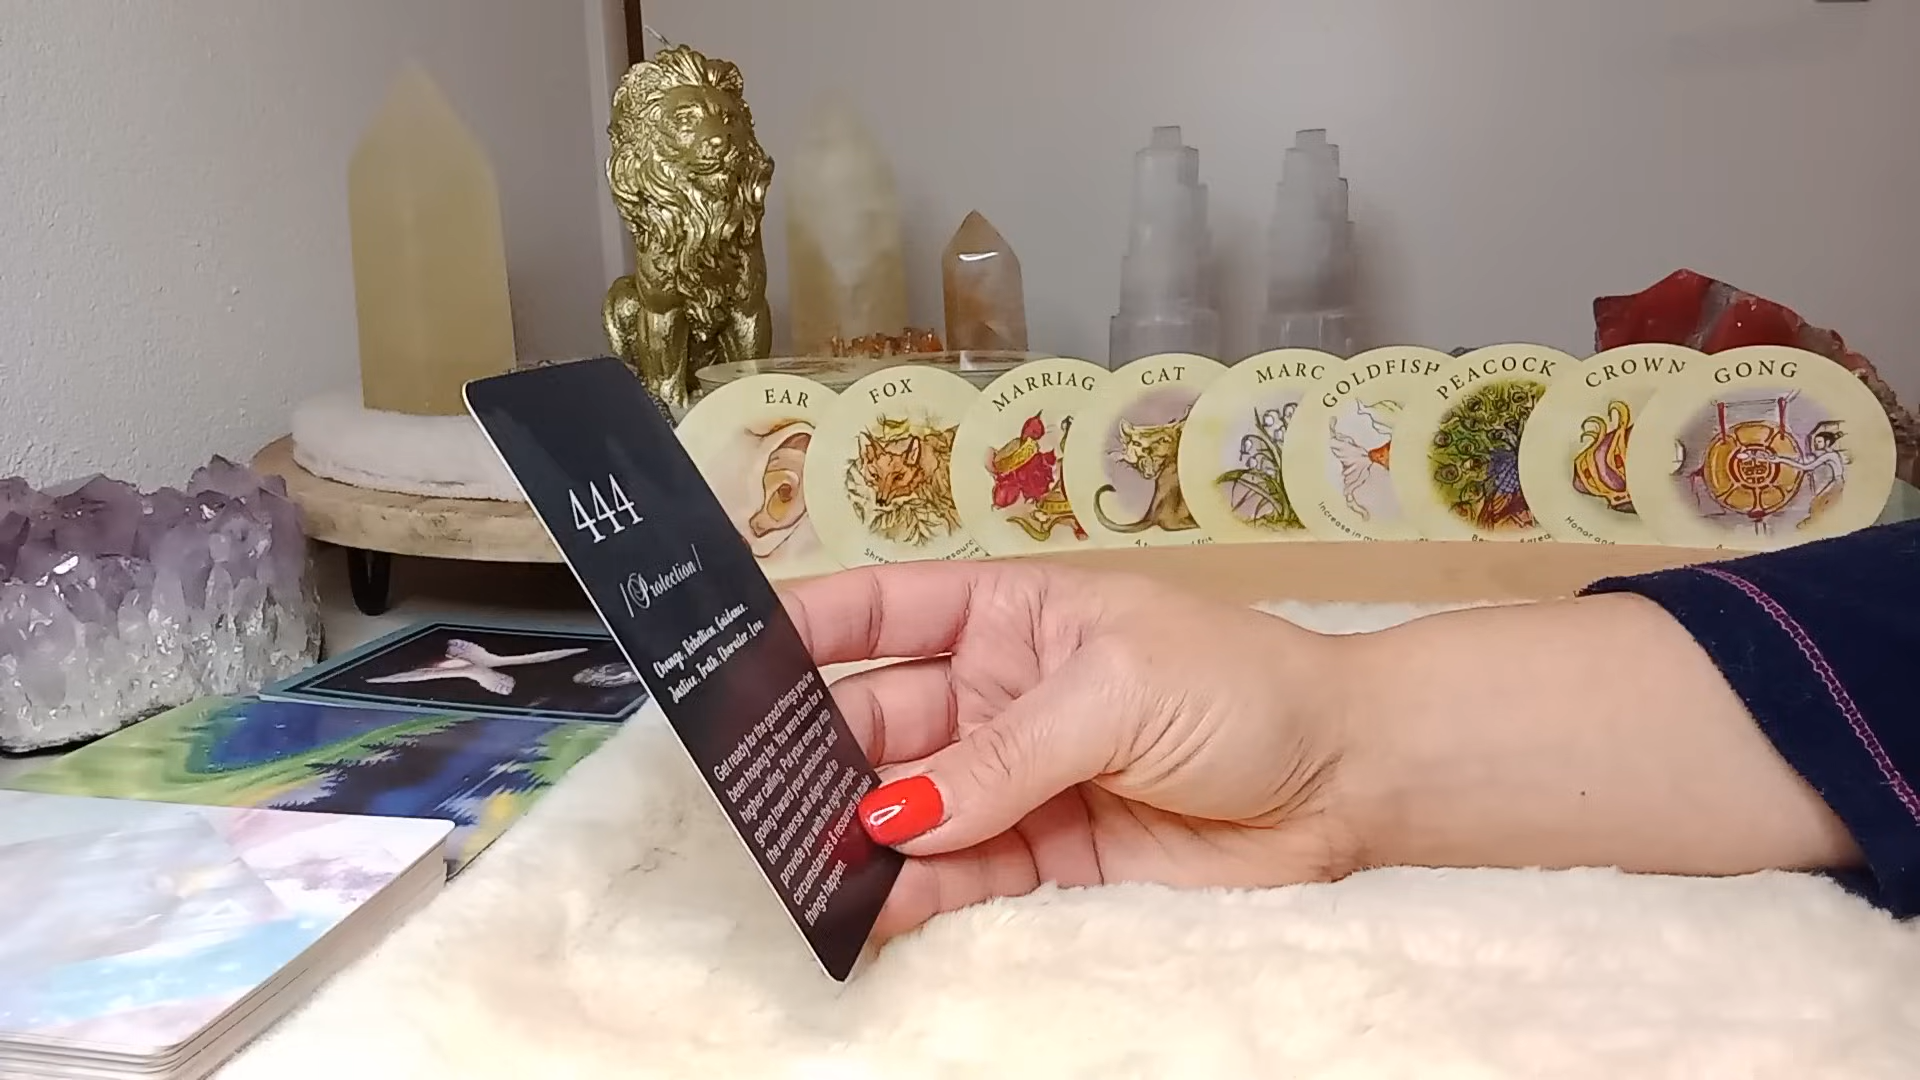 EAR
FOX
MARRIAG
CAT
MARC
GOLDFISH
PEACOCK
CROWN
GONG
Increase in
Honor and
444
|Protection|
Change, Rebellion, Guidance,
Justice, Truth, Character, Love
Get ready for the good things you've
been hoping for. You were born for a
higher calling. Put your energy into
going toward your ambitions, and
the universe will align itself to
provide you with the right people,
circumstances & resources to make
things happen.